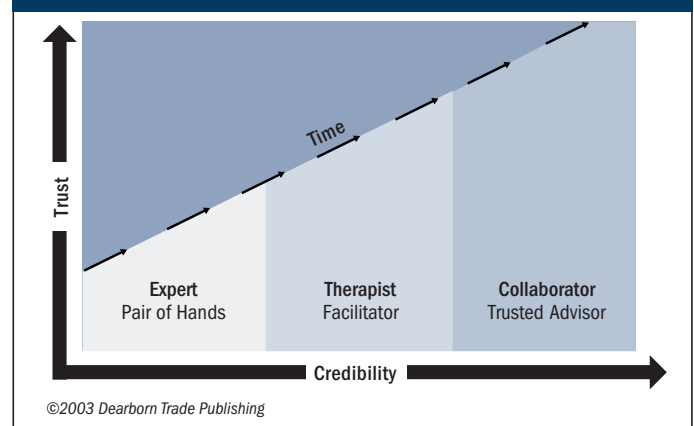 Time
Trust
Expert
Pair of Hands
Therapist
Facilitator
Collaborator
Trusted Advisor
Credibility
©2003 Dearborn Trade Publishing